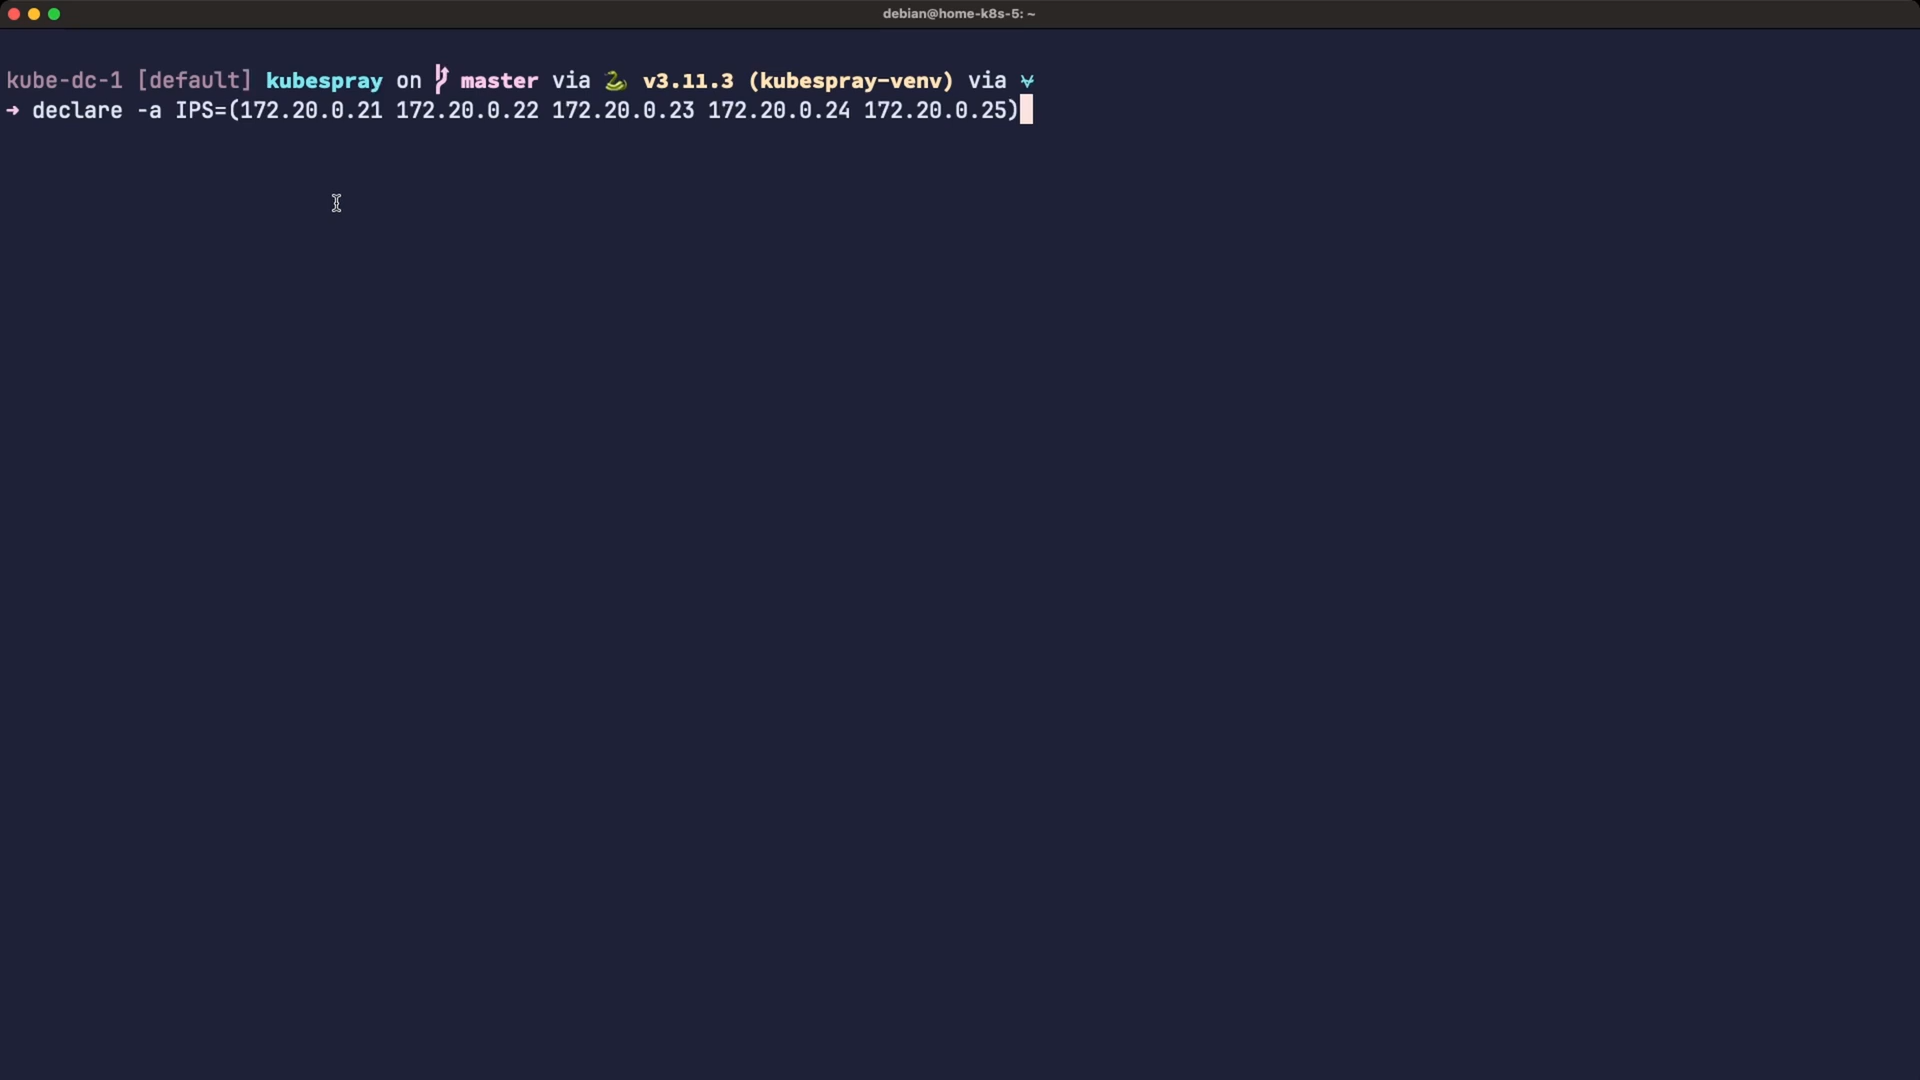 debian@home-k8s-5: ~
kube-dc-1 [default] kubespray on master via 🐍 v3.11.3 (kubespray-venv) via
→ declare -a IPS=(172.20.0.21 172.20.0.22 172.20.0.23 172.20.0.24 172.20.0.25)